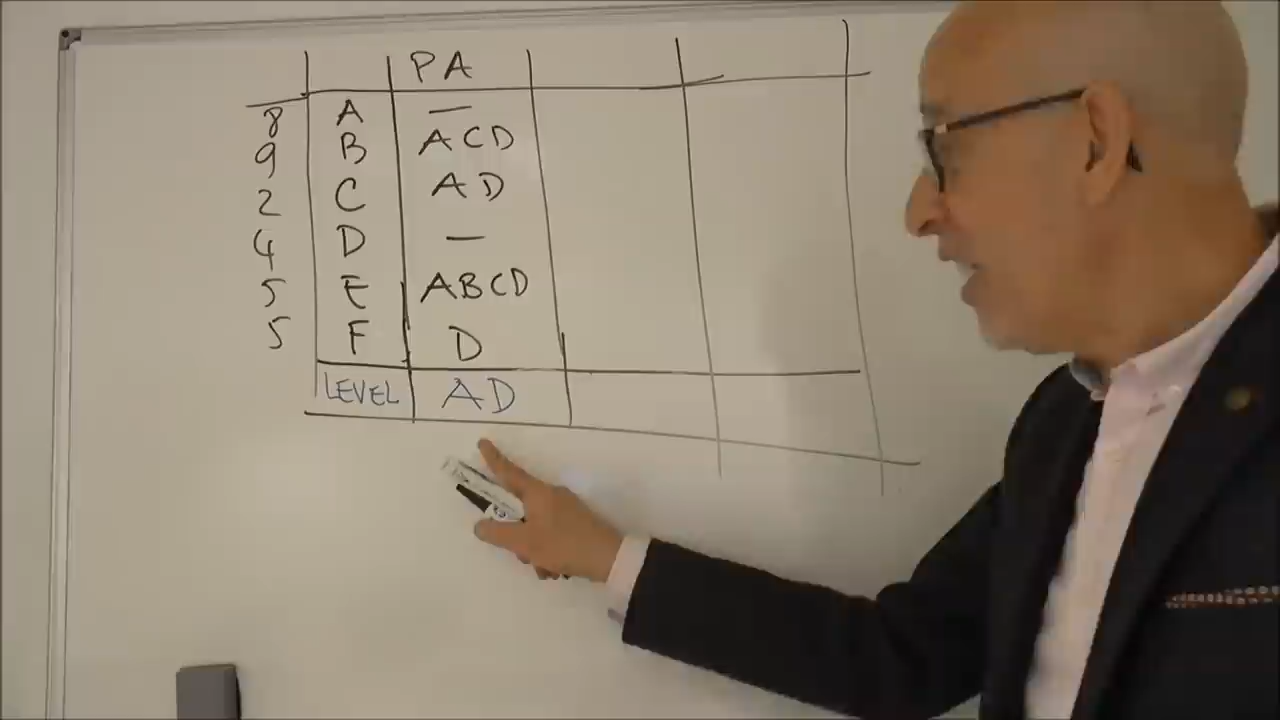 PA
8 A —
9 B ACD
2 C AD
4 D —
5 E ABCD
5 F D
LEVEL AD